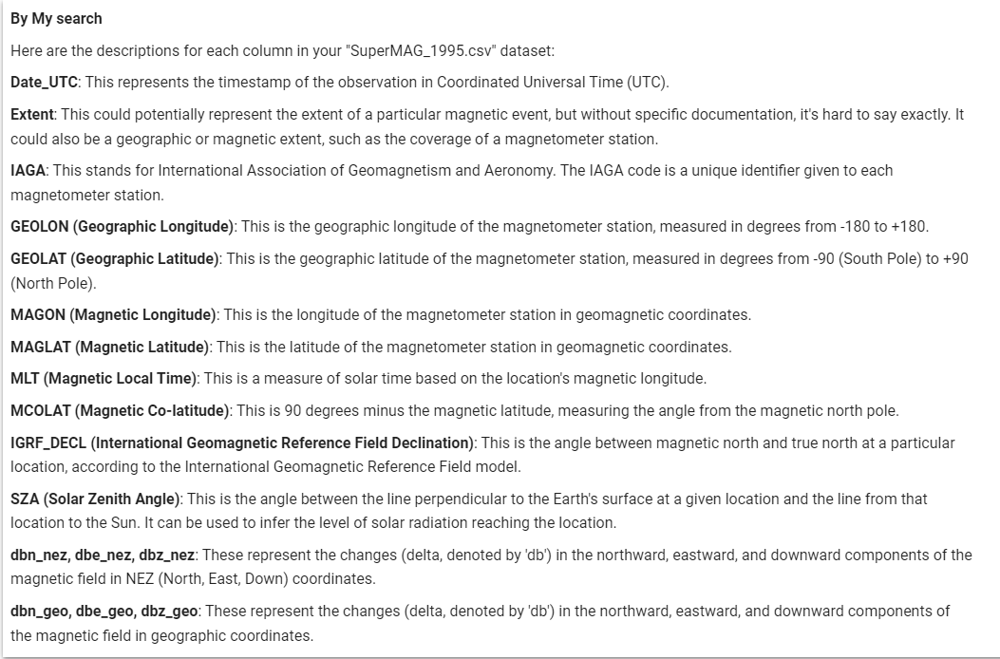 By My search
Here are the descriptions for each column in your "SuperMAG_1995.csv" dataset:
Date_UTC: This represents the timestamp of the observation in Coordinated Universal Time (UTC).
Extent: This could potentially represent the extent of a particular magnetic event, but without specific documentation, it's hard to say exactly. It
could also be a geographic or magnetic extent, such as the coverage of a magnetometer station.
IAGA: This stands for International Association of Geomagnetism and Aeronomy. The IAGA code is a unique identifier given to each
magnetometer station.
GEOLON (Geographic Longitude): This is the geographic longitude of the magnetometer station, measured in degrees from -180 to +180.
GEOLAT (Geographic Latitude): This is the geographic latitude of the magnetometer station, measured in degrees from -90 (South Pole) to +90
(North Pole).
MAGON (Magnetic Longitude): This is the longitude of the magnetometer station in geomagnetic coordinates.
MAGLAT (Magnetic Latitude): This is the latitude of the magnetometer station in geomagnetic coordinates.
MLT (Magnetic Local Time): This is a measure of solar time based on the location's magnetic longitude.
MCOLAT (Magnetic Co-latitude): This is 90 degrees minus the magnetic latitude, measuring the angle from the magnetic north pole.
IGRF_DECL (International Geomagnetic Reference Field Declination): This is the angle between magnetic north and true north at a particular
location, according to the International Geomagnetic Reference Field model.
SZA (Solar Zenith Angle): This is the angle between the line perpendicular to the Earth's surface at a given location and the line from that
location to the Sun. It can be used to infer the level of solar radiation reaching the location.
dbn_nez, dbe_nez, dbz_nez: These represent the changes (delta, denoted by 'db') in the northward, eastward, and downward components of the
magnetic field in NEZ (North, East, Down) coordinates.
dbn_geo, dbe_geo, dbz_geo: These represent the changes (delta, denoted by 'db') in the northward, eastward, and downward components of
the magnetic field in geographic coordinates.